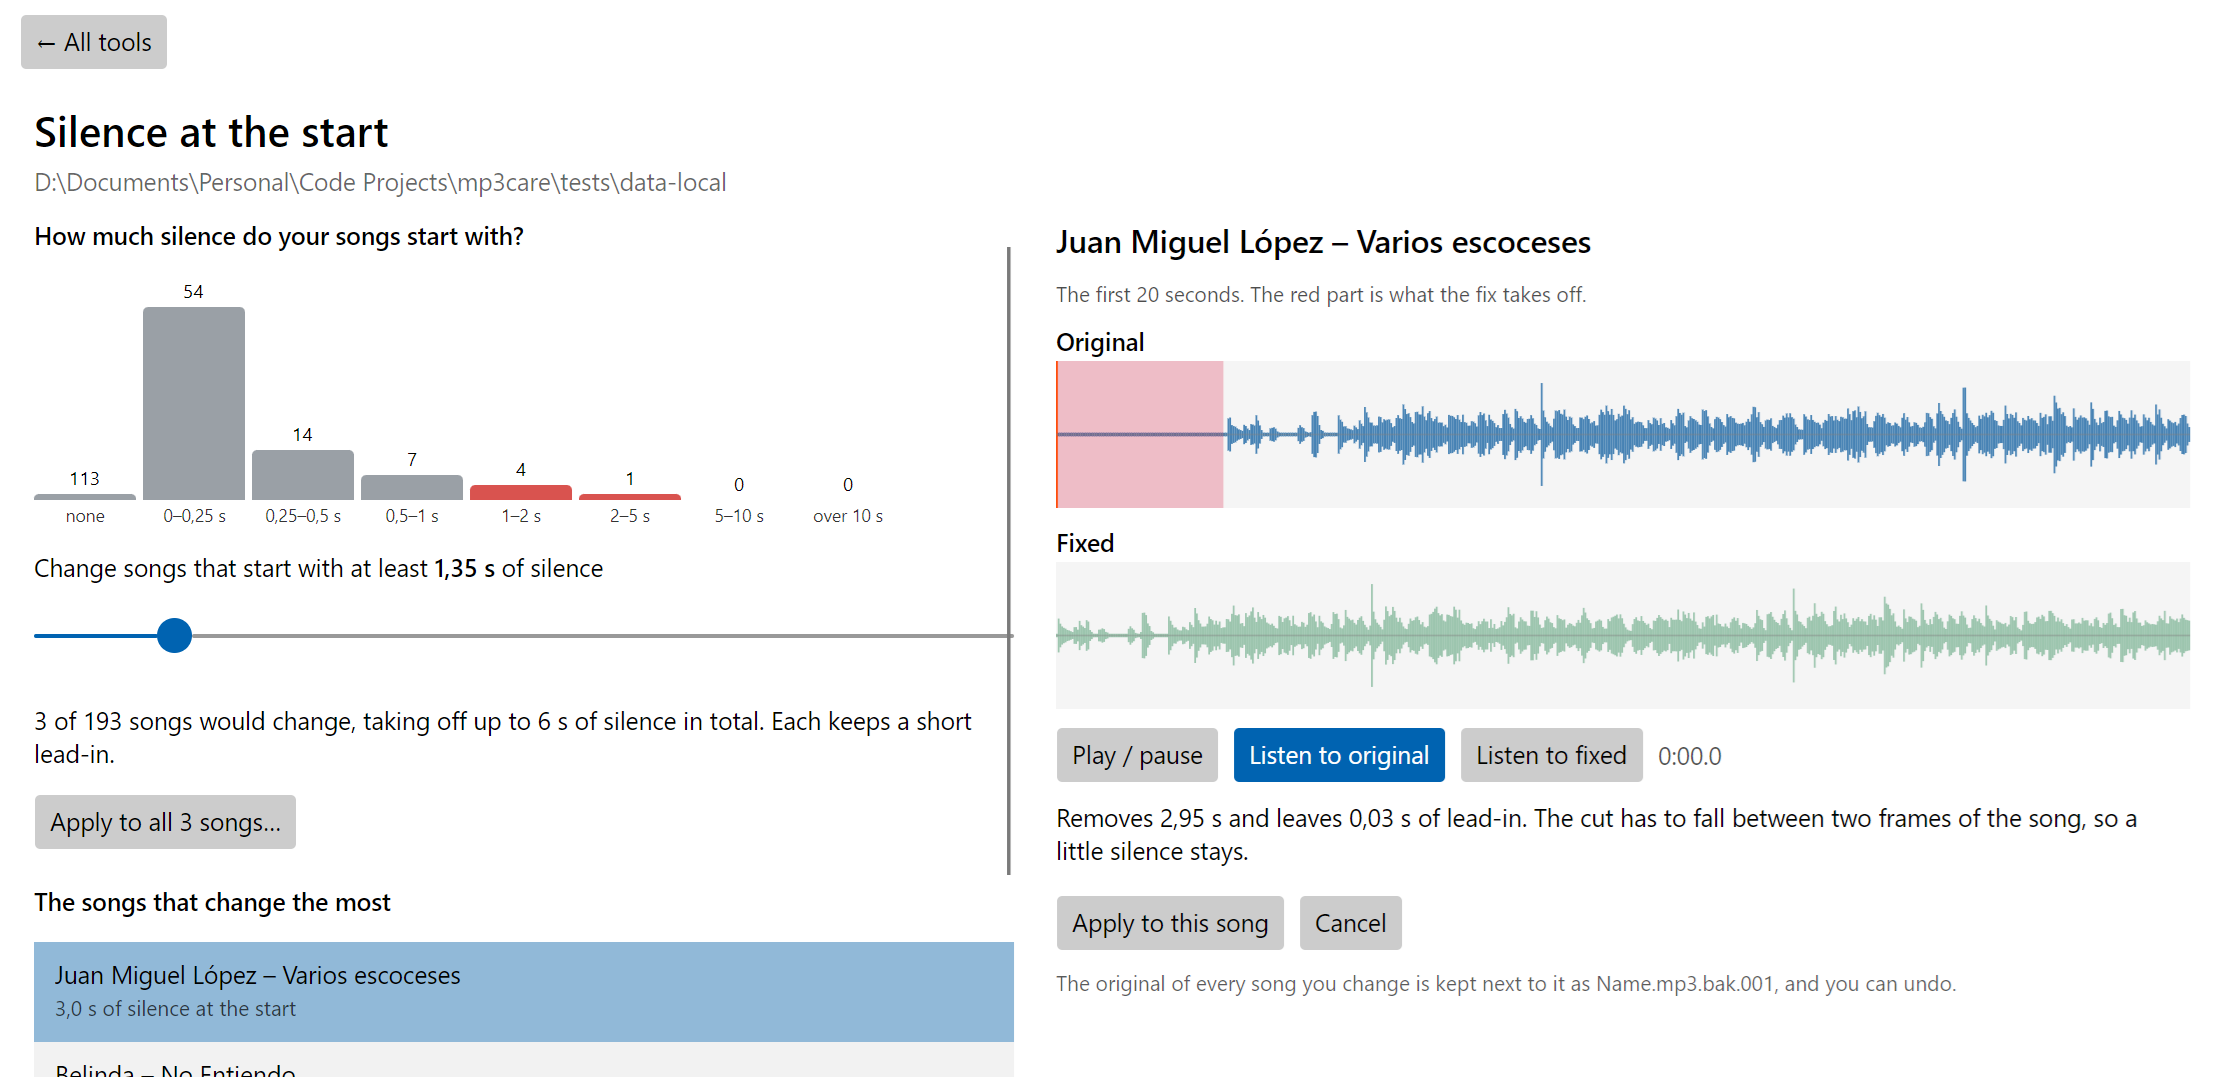 ← All tools
Silence at the start
D:\Documents\Personal\Code Projects\mp3care\tests\data-local
How much silence do your songs start with?
113 54 14 7 4 1 0 0
none 0–0,25 s 0,25–0,5 s 0,5–1 s 1–2 s 2–5 s 5–10 s over 10 s
Change songs that start with at least 1,35 s of silence
3 of 193 songs would change, taking off up to 6 s of silence in total. Each keeps a short
lead-in.
Apply to all 3 songs...
The songs that change the most
Juan Miguel López – Varios escoceses
3,0 s of silence at the start
Belinda – No Entiendo
Juan Miguel López – Varios escoceses
The first 20 seconds. The red part is what the fix takes off.
Original
Fixed
Play / pause Listen to original Listen to fixed 0:00.0
Removes 2,95 s and leaves 0,03 s of lead-in. The cut has to fall between two frames of the song, so a
little silence stays.
Apply to this song Cancel
The original of every song you change is kept next to it as Name.mp3.bak.001, and you can undo.